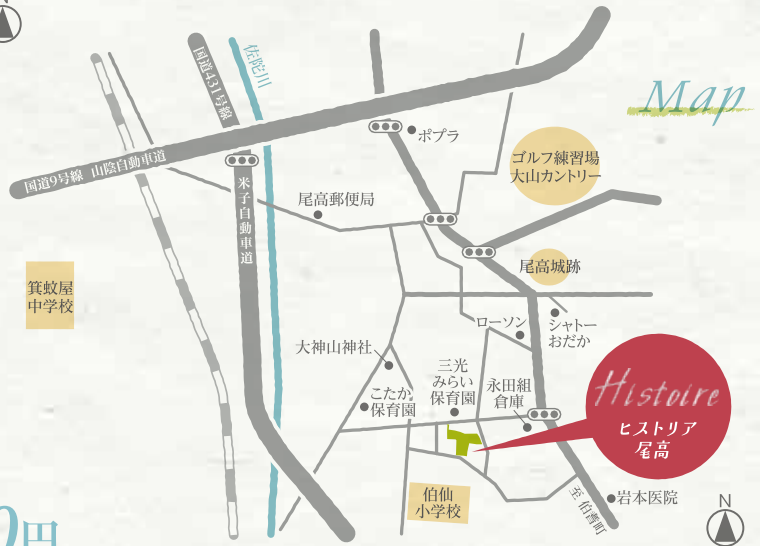 国道431号線
佐陀川
Map
国道9号線 山陰自動車道
ポプラ
ゴルフ練習場
大山カントリー
米子自動車道
尾高郵便局
尾高城跡
箕蚊屋
中学校
ローソン
シャトー
おだか
大神山神社
三光
みらい
保育園
永田組
倉庫
こたか
保育園
Histoire
ヒストリア
尾高
伯仙
小学校
至 伯耆町
岩本医院
N
0円